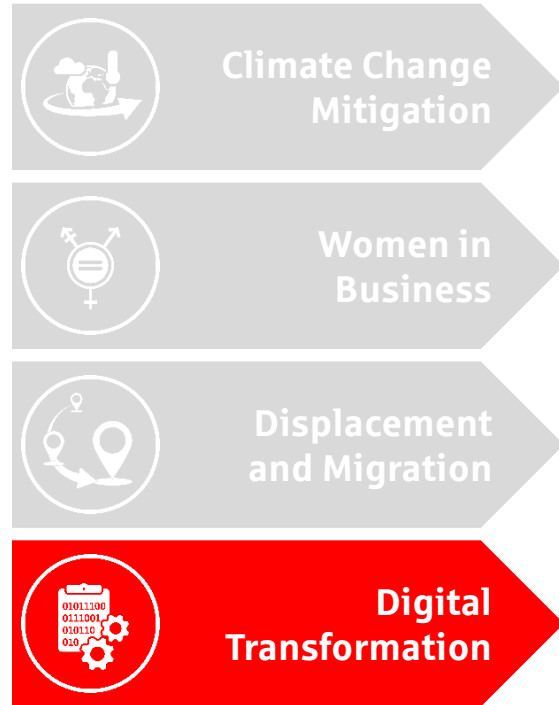 Climate Change
Mitigation
Women in
Business
Displacement
and Migration
01011100
0111001
010110
010
Digital
Transformation